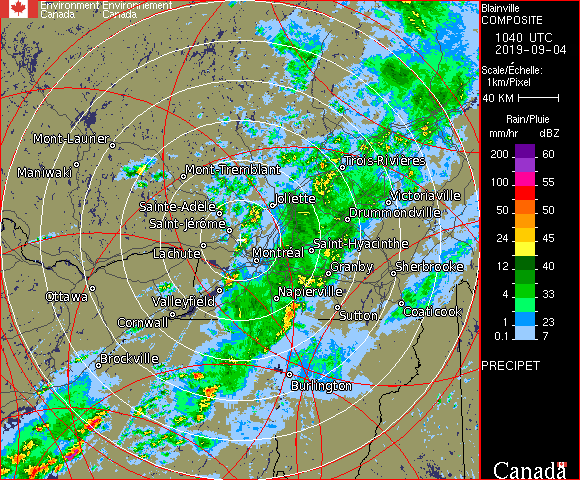 Environment Environnement
Canada Canada
Blainville
COMPOSITE
1040 UTC
2019-09-04
Scale/Échelle:
1km/Pixel
40 KM
Rain/Pluie
mm/hr dBZ
200 60
100 55
50 50
24 45
12 40
4 33
1 23
0.1 7
PRECIPET
Mont-Laurier
Maniwaki
Mont-Tremblant
Trois-Rivières
Sainte-Adèle
Joliette
Victoriaville
Saint-Jérôme
Drummondville
Lachute
Montréal
Saint-Hyacinthe
Granby
Sherbrooke
Ottawa
Valleyfield
Napierville
Cornwall
Sutton
Coaticook
Brockville
Burlington
Canada